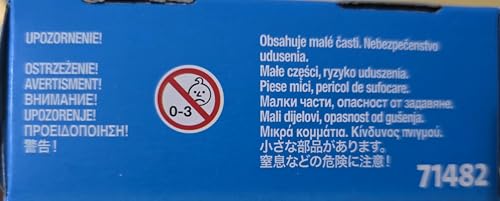 UPOZORNENIE!
OSTRZEŻENIE!
AVERTISMENT!
ВНИМАНИЕ!
UPOZORENJE!
ΠΡΟΕΙΔΟΠΟΙΗΣΗ!
警告!
0-3
Obsahuje malé časti. Nebezpečenstvo
udusenia.
Małe części, ryzyko uduszenia.
Piese mici, pericol de sufocare.
Малки части, опасност от задавяне.
Mali dijelovi, opasnost od gušenja.
Μικρά κομμάτια. Κίνδυνος πνιγμού.
小さな部品があります。
窒息などの危険に注意!
71482